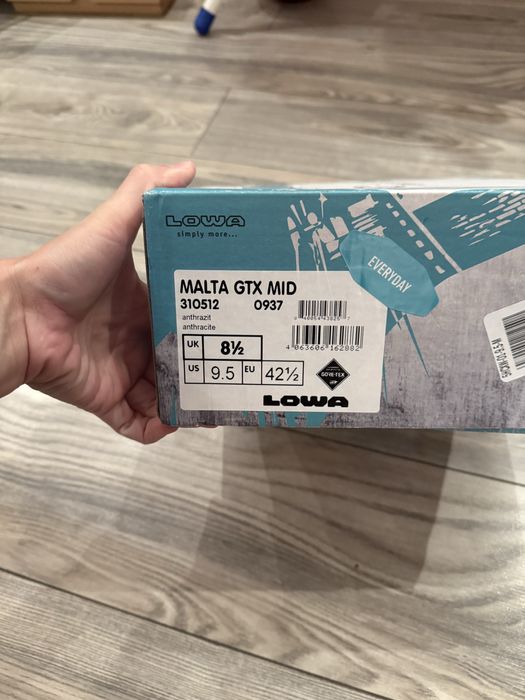 LOWA
simply more...
EVERYDAY
MALTA GTX MID
310512 0937
anthrazit
anthracite
4 063606 162882
UK 8½
US 9.5 EU 42½
GORE-TEX
LOWA